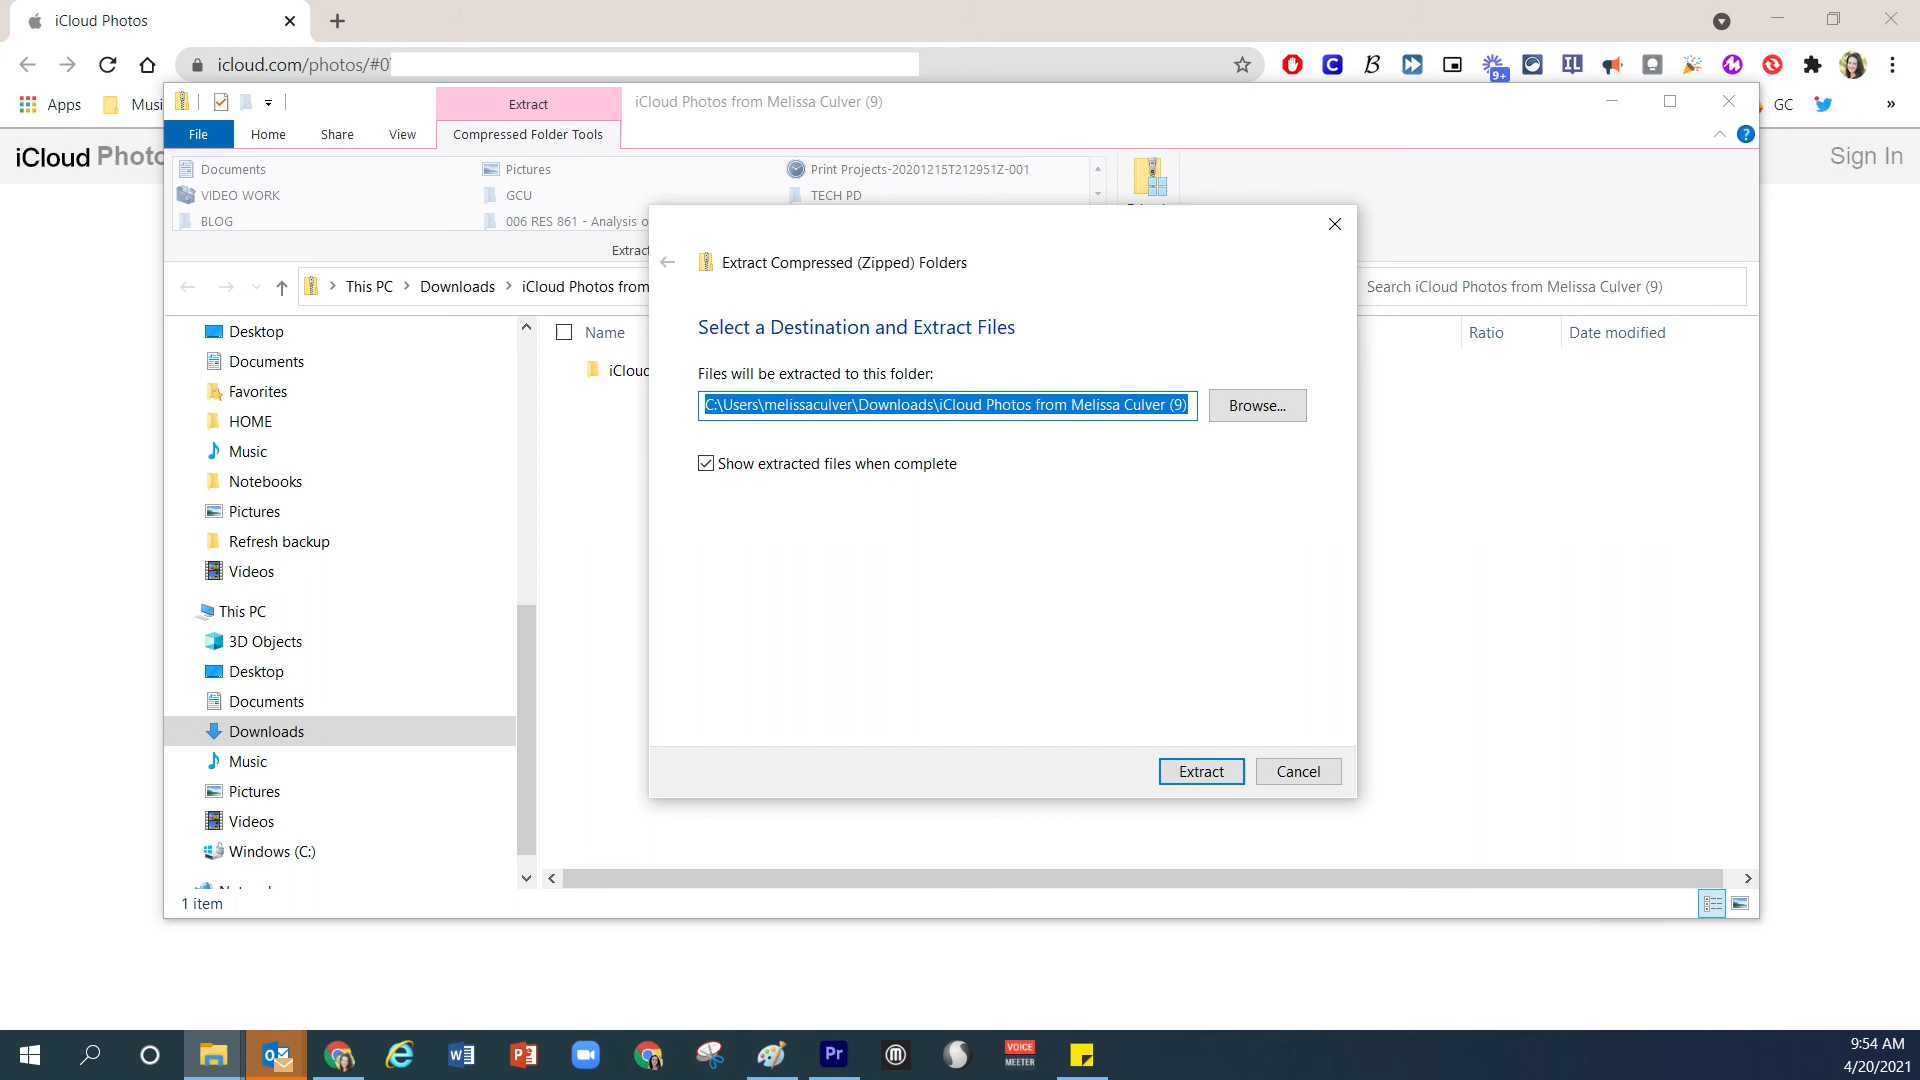 iCloud Photos
icloud.com/photos/#0
9+
Apps
Musi
GC
»
iCloud Photo
Sign In
Extract
iCloud Photos from Melissa Culver (9)
File
Home
Share
View
Compressed Folder Tools
Documents
Pictures
Print Projects-20201215T212951Z-001
VIDEO WORK
GCU
TECH PD
BLOG
006 RES 861 - Analysis o
Extract
This PC > Downloads > iCloud Photos from
Search iCloud Photos from Melissa Culver (9)
Name
Ratio
Date modified
iCloud
Desktop
Documents
Favorites
HOME
Music
Notebooks
Pictures
Refresh backup
Videos
This PC
3D Objects
Desktop
Documents
Downloads
Music
Pictures
Videos
Windows (C:)
1 item
Extract Compressed (Zipped) Folders
Select a Destination and Extract Files
Files will be extracted to this folder:
C:\Users\melissaculver\Downloads\iCloud Photos from Melissa Culver (9)
Browse...
Show extracted files when complete
Extract
Cancel
Pr
VOICE
MEETER
9:54 AM
4/20/2021